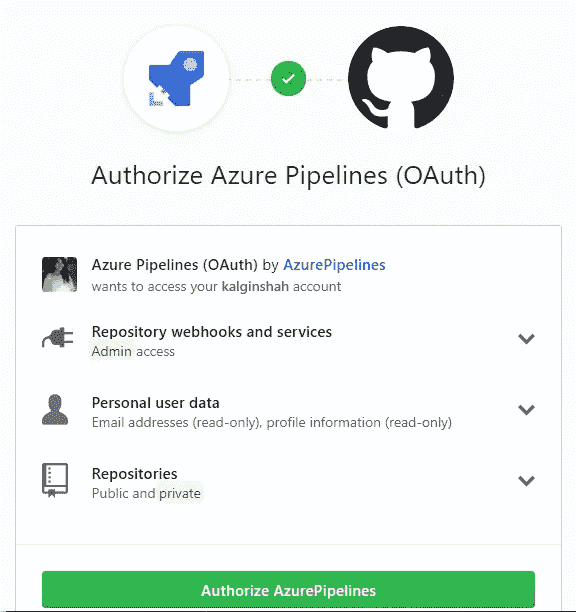 Authorize Azure Pipelines (OAuth)
Azure Pipelines (OAuth) by AzurePipelines
wants to access your kalginshah account
Repository webhooks and services
Admin access
Personal user data
Email addresses (read-only), profile information (read-only)
Repositories
Public and private
Authorize AzurePipelines